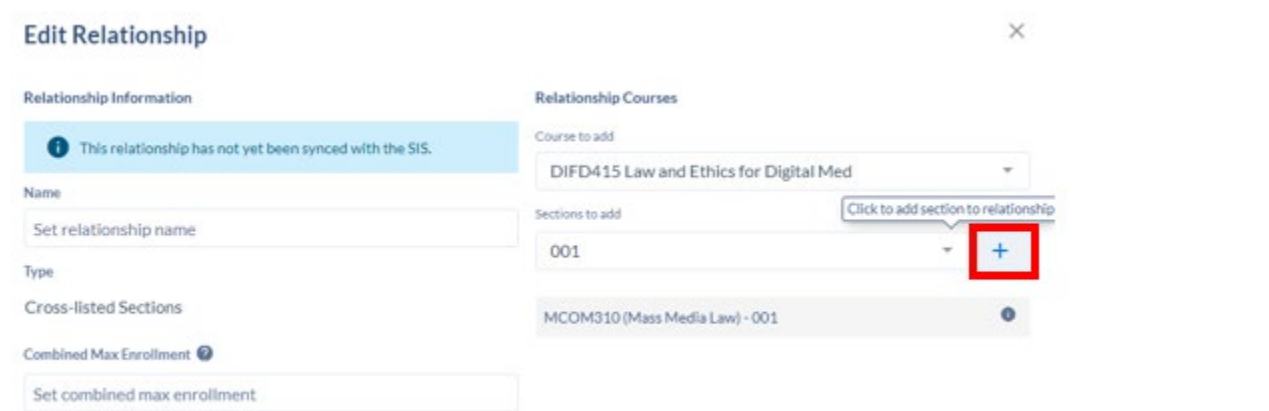 Edit Relationship
Relationship Information
This relationship has not yet been synced with the SIS.
Name
Set relationship name
Type
Cross-listed Sections
Combined Max Enrollment
Set combined max enrollment
Relationship Courses
Course to add
DIFD415 Law and Ethics for Digital Med
Sections to add
Click to add section to relationship
001
MCOM310 (Mass Media Law) - 001